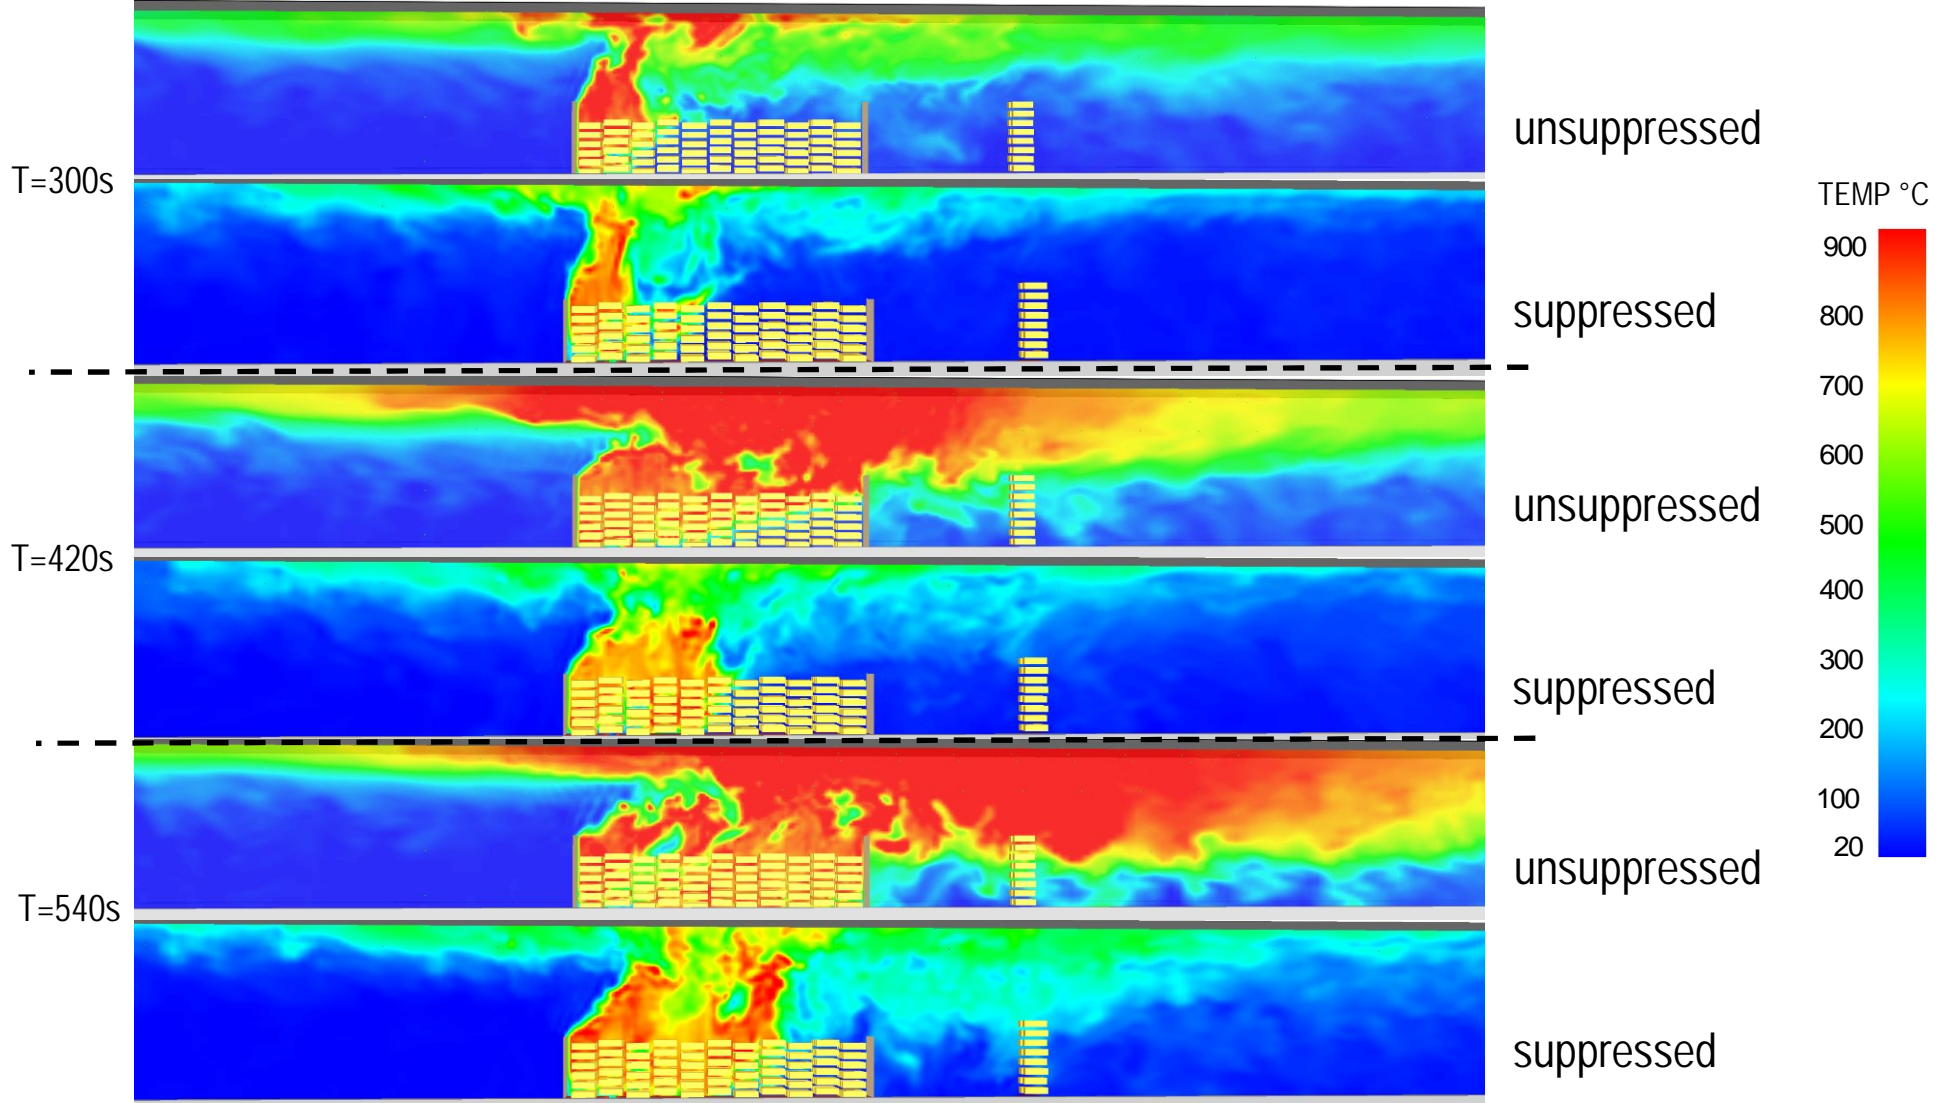 unsuppressed
T=300s
TEMP °C
suppressed
900
800
700
600
500
400
300
200
100
20
unsuppressed
T=420s
suppressed
unsuppressed
T=540s
suppressed